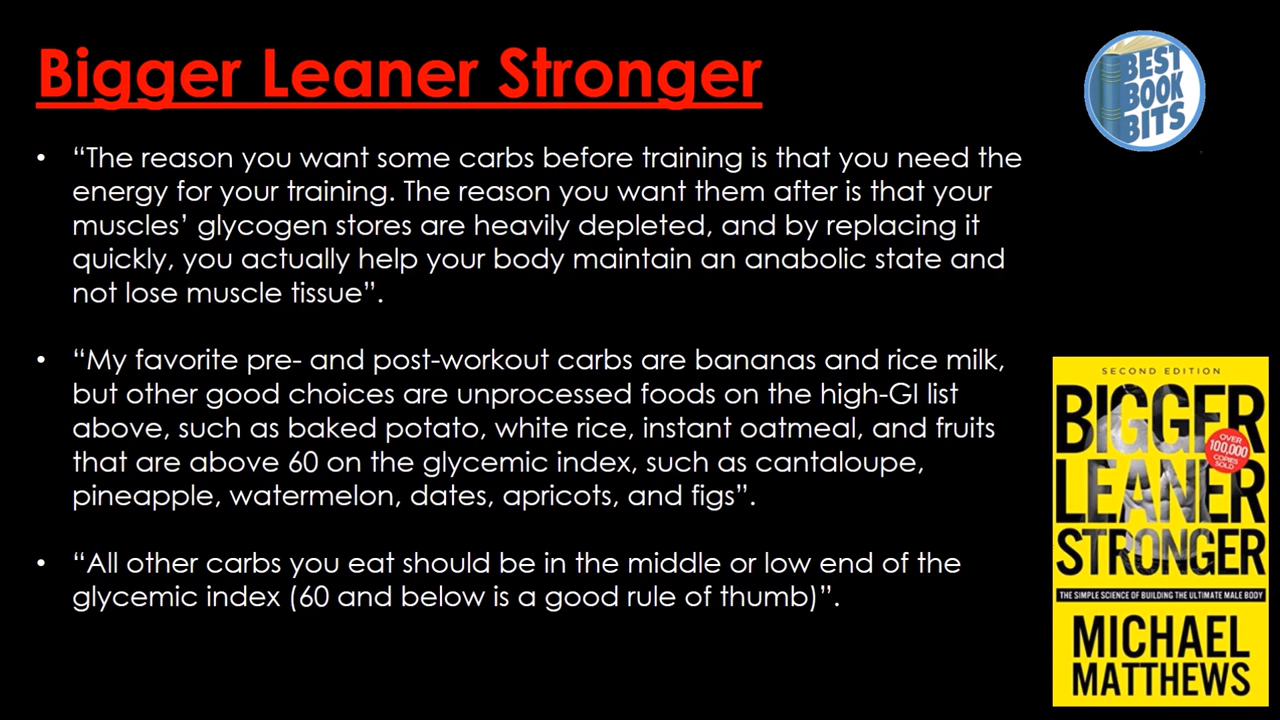 Bigger Leaner Stronger
BEST
BOOK
BITS
• “The reason you want some carbs before training is that you need the
energy for your training. The reason you want them after is that your
muscles’ glycogen stores are heavily depleted, and by replacing it
quickly, you actually help your body maintain an anabolic state and
not lose muscle tissue”.
• “My favorite pre- and post-workout carbs are bananas and rice milk,
but other good choices are unprocessed foods on the high-GI list
above, such as baked potato, white rice, instant oatmeal, and fruits
that are above 60 on the glycemic index, such as cantaloupe,
pineapple, watermelon, dates, apricots, and figs”.
• “All other carbs you eat should be in the middle or low end of the
glycemic index (60 and below is a good rule of thumb)”.
SECOND EDITION
BIGGER
OVER
100,000
COPIES
SOLD
LEANER
STRONGER
THE SIMPLE SCIENCE OF BUILDING THE ULTIMATE MALE BODY
MICHAEL
MATTHEWS